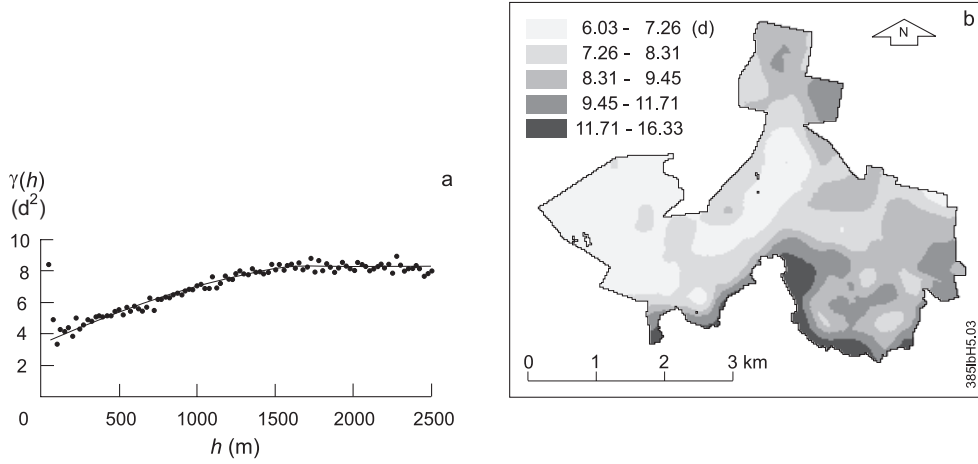 a
γ(h)
(d²)
10
8
6
4
2
0 500 1000 1500 2000 2500
h (m)
b
6.03 - 7.26 (d)
7.26 - 8.31
8.31 - 9.45
9.45 - 11.71
11.71 - 16.33
N
0 1 2 3 km
385lbH5.03